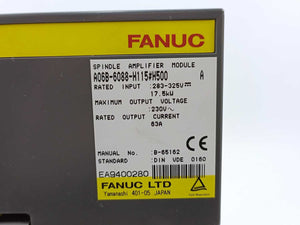 FANUC
SPINDLE AMPLIFIER MODULE
A06B-6088-H115#H500 A
RATED INPUT :283-325V⎓
17.5kW
MAXIMUM OUTPUT VOLTAGE
:230V~
RATED OUTPUT CURRENT
63A
MANUAL No. :B-65162
STANDARD :DIN VDE 0160
EA9400280
FANUC LTD
Yamanashi 401-05 JAPAN